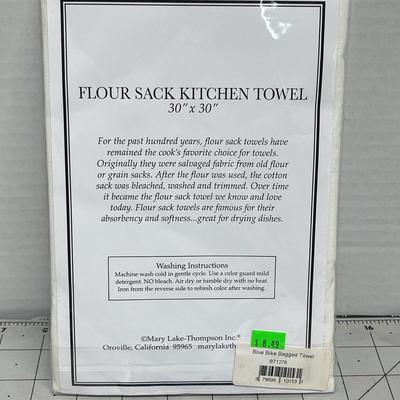 FLOUR SACK KITCHEN TOWEL
30" x 30"
For the past hundred years, flour sack towels have
remained the cook's favorite choice for towels.
Originally they were salvaged fabric from old flour
or grain sacks. After the flour was used, the cotton
sack was bleached, washed and trimmed. Over time
it became the flour sack towel we know and love
today. Flour sack towels are famous for their
absorbency and softness...great for drying dishes.
Washing Instructions
Machine wash cold in gentle cycle. Use a color guard mild
detergent. NO bleach. Air dry or tumble dry with no heat.
Iron from the reverse side to refresh color after washing.
©Mary Lake-Thompson Inc.®
Oroville, California 95965 marylaketh
$ 8.49
Blue Bike Bagged Towel
BT1278
8 79698 10153
16